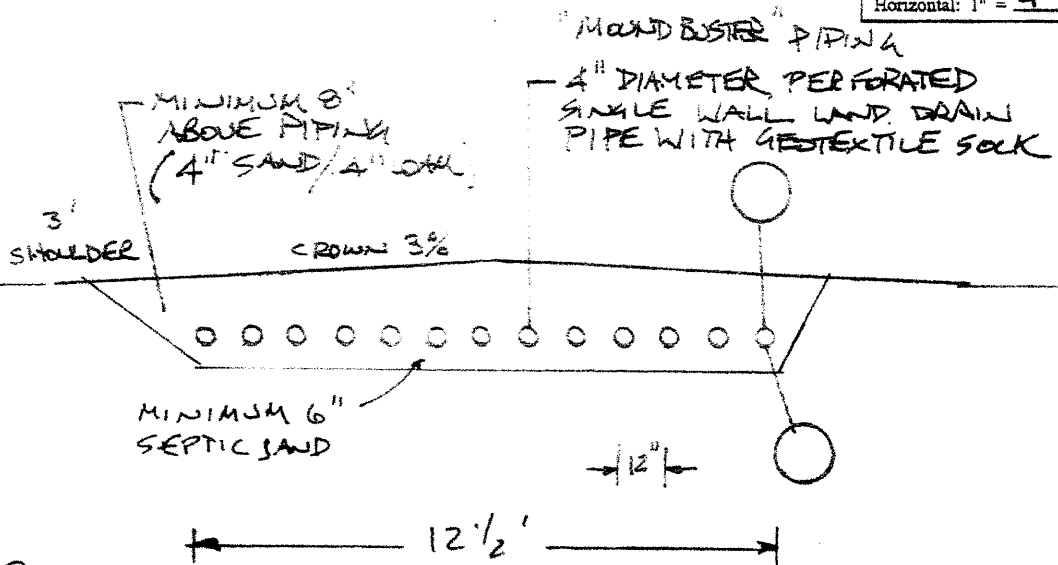 Horizontal: 1" =
"MOUND BUSTER" PIPING
4" DIAMETER PERFORATED
SINGLE WALL LAND DRAIN
PIPE WITH GEOTEXTILE SOCK
MINIMUM 8"
ABOVE PIPING
(4" SAND/4"
3'
SHOULDER
CROWN 3%
MINIMUM 6"
SEPTIC SAND
12"
12 1/2'